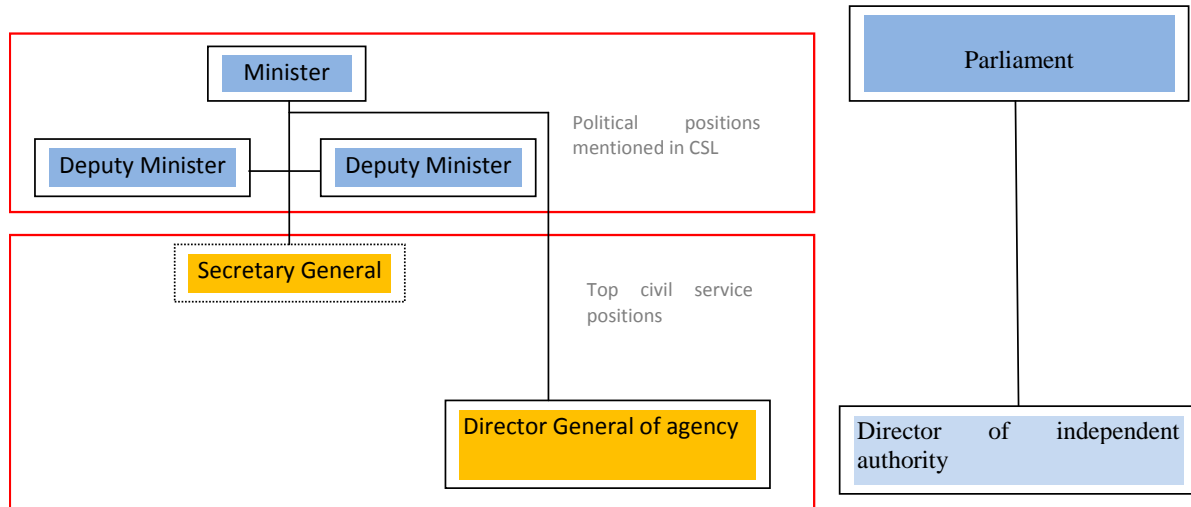 Minister
Parliament
Political positions
mentioned in CSL
Deputy Minister
Deputy Minister
Secretary General
Top civil service
positions
Director General of agency
Director of independent
authority